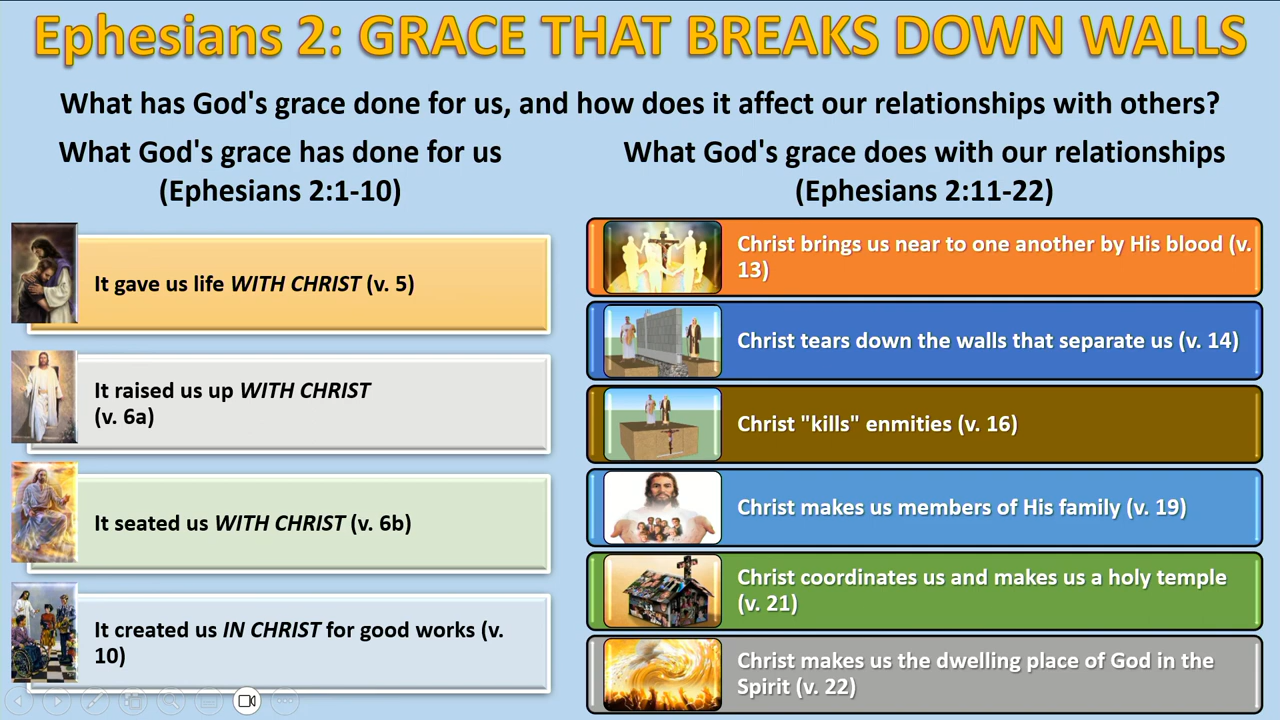 Ephesians 2: GRACE THAT BREAKS DOWN WALLS
What has God's grace done for us, and how does it affect our relationships with others?
What God's grace has done for us
(Ephesians 2:1-10)
It gave us life WITH CHRIST (v. 5)
It raised us up WITH CHRIST
(v. 6a)
It seated us WITH CHRIST (v. 6b)
It created us IN CHRIST for good works (v.
10)
What God's grace does with our relationships
(Ephesians 2:11-22)
Christ brings us near to one another by His blood (v.
13)
Christ tears down the walls that separate us (v. 14)
Christ "kills" enmities (v. 16)
Christ makes us members of His family (v. 19)
Christ coordinates us and makes us a holy temple
(v. 21)
Christ makes us the dwelling place of God in the
Spirit (v. 22)